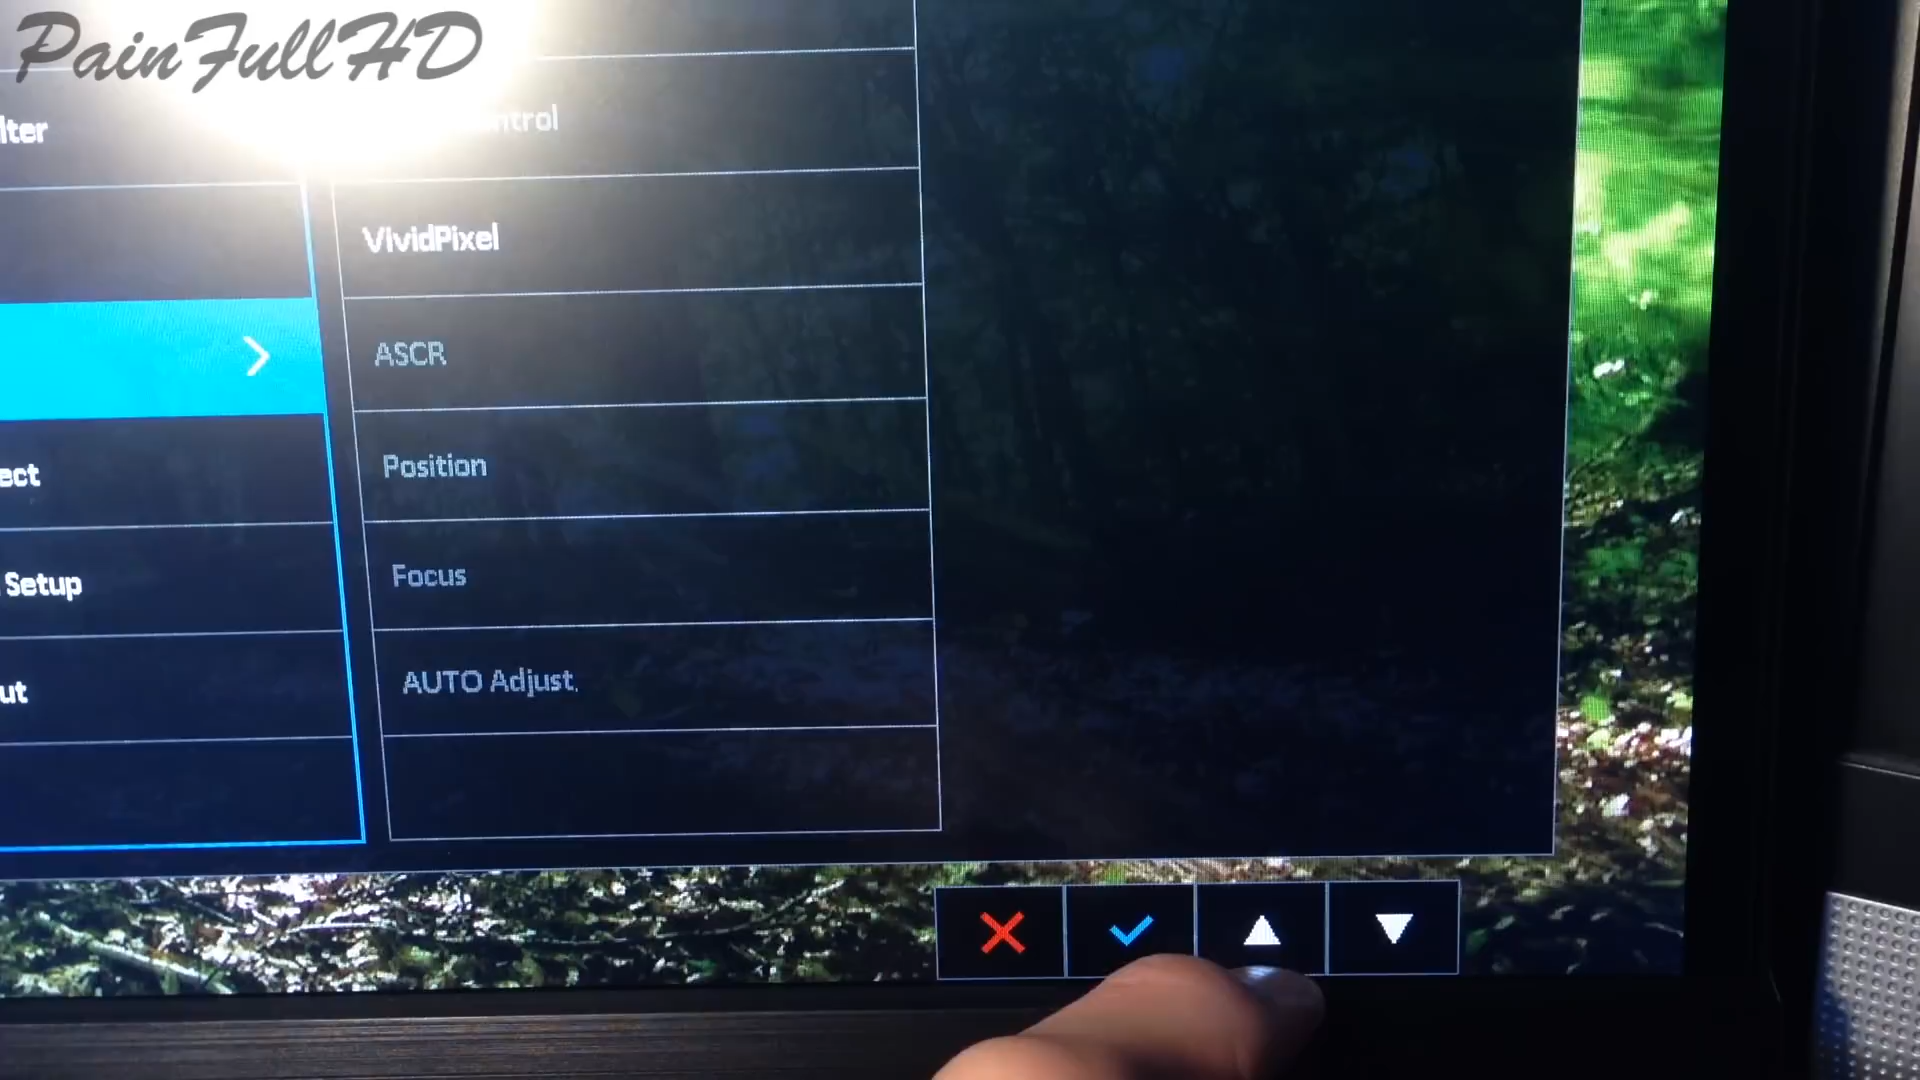 PainFullHD
lter
ntrol
VividPixel
ASCR
Position
ect
Focus
Setup
AUTO Adjust.
ut